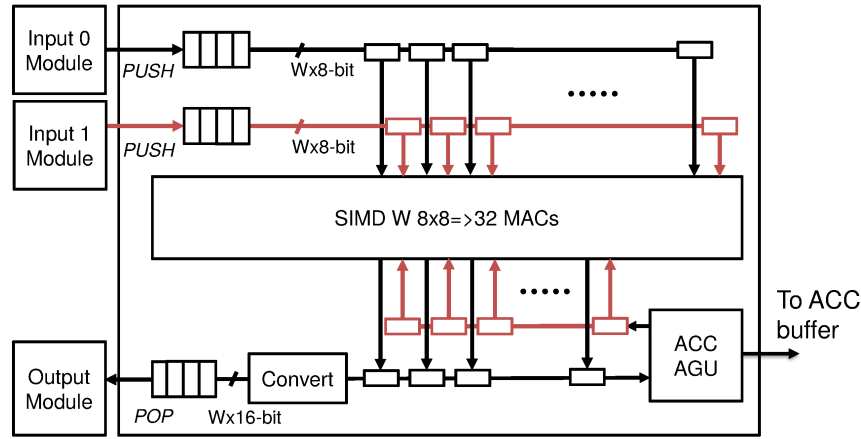 Input 0
Module
PUSH
Wx8-bit
Input 1
Module
PUSH
Wx8-bit
SIMD W 8x8=>32 MACs
To ACC
buffer
ACC
AGU
Output
Module
POP
Wx16-bit
Convert